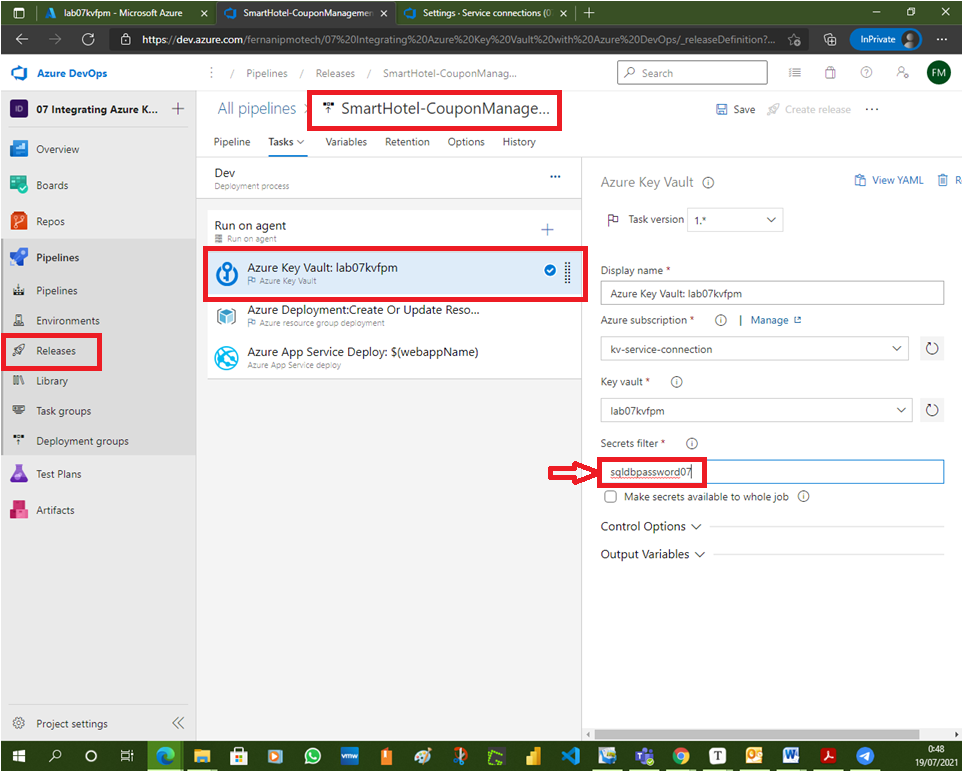 lab07kvfpm - Microsoft Azure
SmartHotel-CouponManagemen
Settings · Service connections (0
https://dev.azure.com/fernanipmotech/07%20Integrating%20Azure%20Key%20Vault%20with%20Azure%20DevOps/_releaseDefinition?...
InPrivate
Azure DevOps
/ Pipelines / Releases / SmartHotel-CouponManag...
Search
FM
ID
07 Integrating Azure K...
All pipelines
SmartHotel-CouponManage...
Save
Create release
Pipeline
Tasks
Variables
Retention
Options
History
Overview
Boards
Repos
Pipelines
Pipelines
Environments
Releases
Library
Task groups
Deployment groups
Test Plans
Artifacts
Project settings
Dev
Deployment process
Run on agent
Run on agent
Azure Key Vault: lab07kvfpm
Azure Key Vault
Azure Deployment:Create Or Update Reso...
Azure resource group deployment
Azure App Service Deploy: $(webappName)
Azure App Service deploy
Azure Key Vault
View YAML
R
Task version
1.*
Display name *
Azure Key Vault: lab07kvfpm
Azure subscription *
| Manage
kv-service-connection
Key vault *
lab07kvfpm
Secrets filter *
sqldbpassword07
Make secrets available to whole job
Control Options
Output Variables
vmw
T
W
0:48
19/07/2021